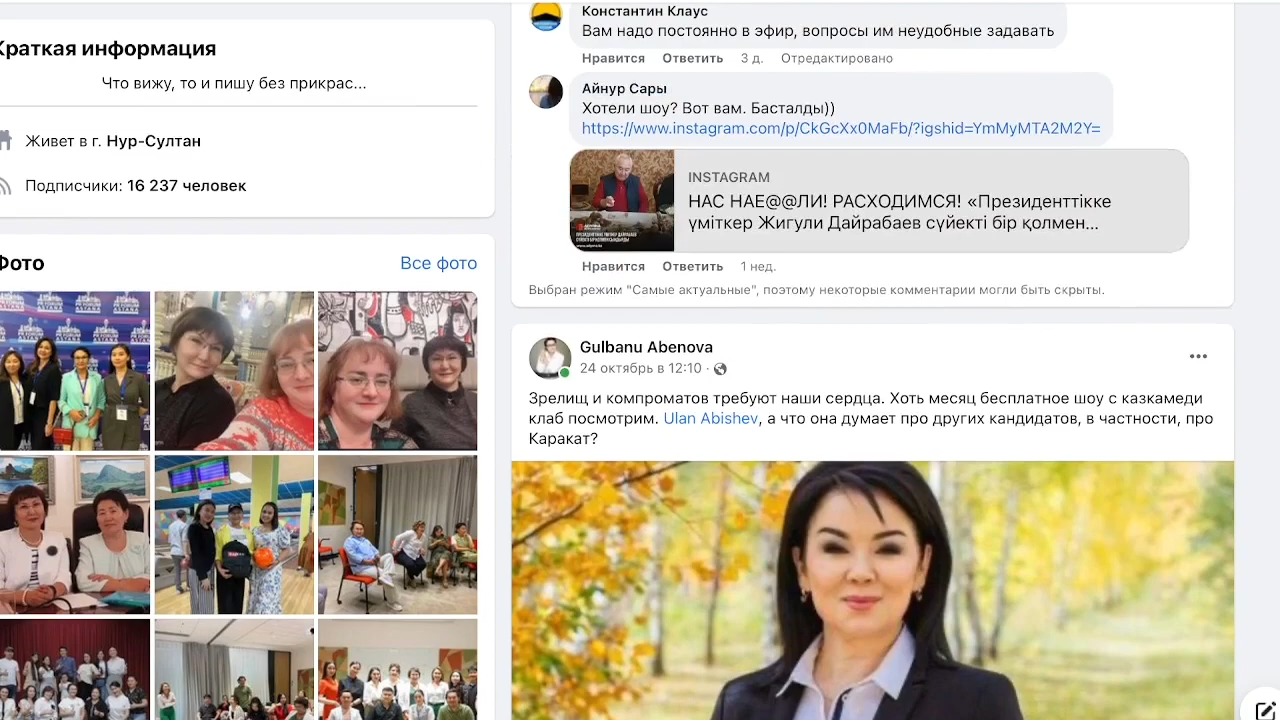 Краткая информация
Что вижу, то и пишу без прикрас...
Живет в г. Нур-Султан
Подписчики: 16 237 человек
Фото
Все фото
Константин Клаус
Вам надо постоянно в эфир, вопросы им неудобные задавать
Нравится Ответить 3 д. Отредактировано
Айнур Сары
Хотели шоу? Вот вам. Басталды))
https://www.instagram.com/p/CkGcXx0MaFb/?igshid=YmMyMTA2M2Y=
INSTAGRAM
НАС НАЕ@@ЛИ! РАСХОДИМСЯ! «Президенттікке
үміткер Жигули Дайрабаев сүйекті бір қолмен...
Нравится Ответить 1 нед.
Выбран режим "Самые актуальные", поэтому некоторые комментарии могли быть скрыты.
Gulbanu Abenova
24 октябрь в 12:10 ·
Зрелищ и компроматов требуют наши сердца. Хоть месяц бесплатное шоу с казкамеди
клаб посмотрим. Ulan Abishev, а что она думает про других кандидатов, в частности, про
Каракат?